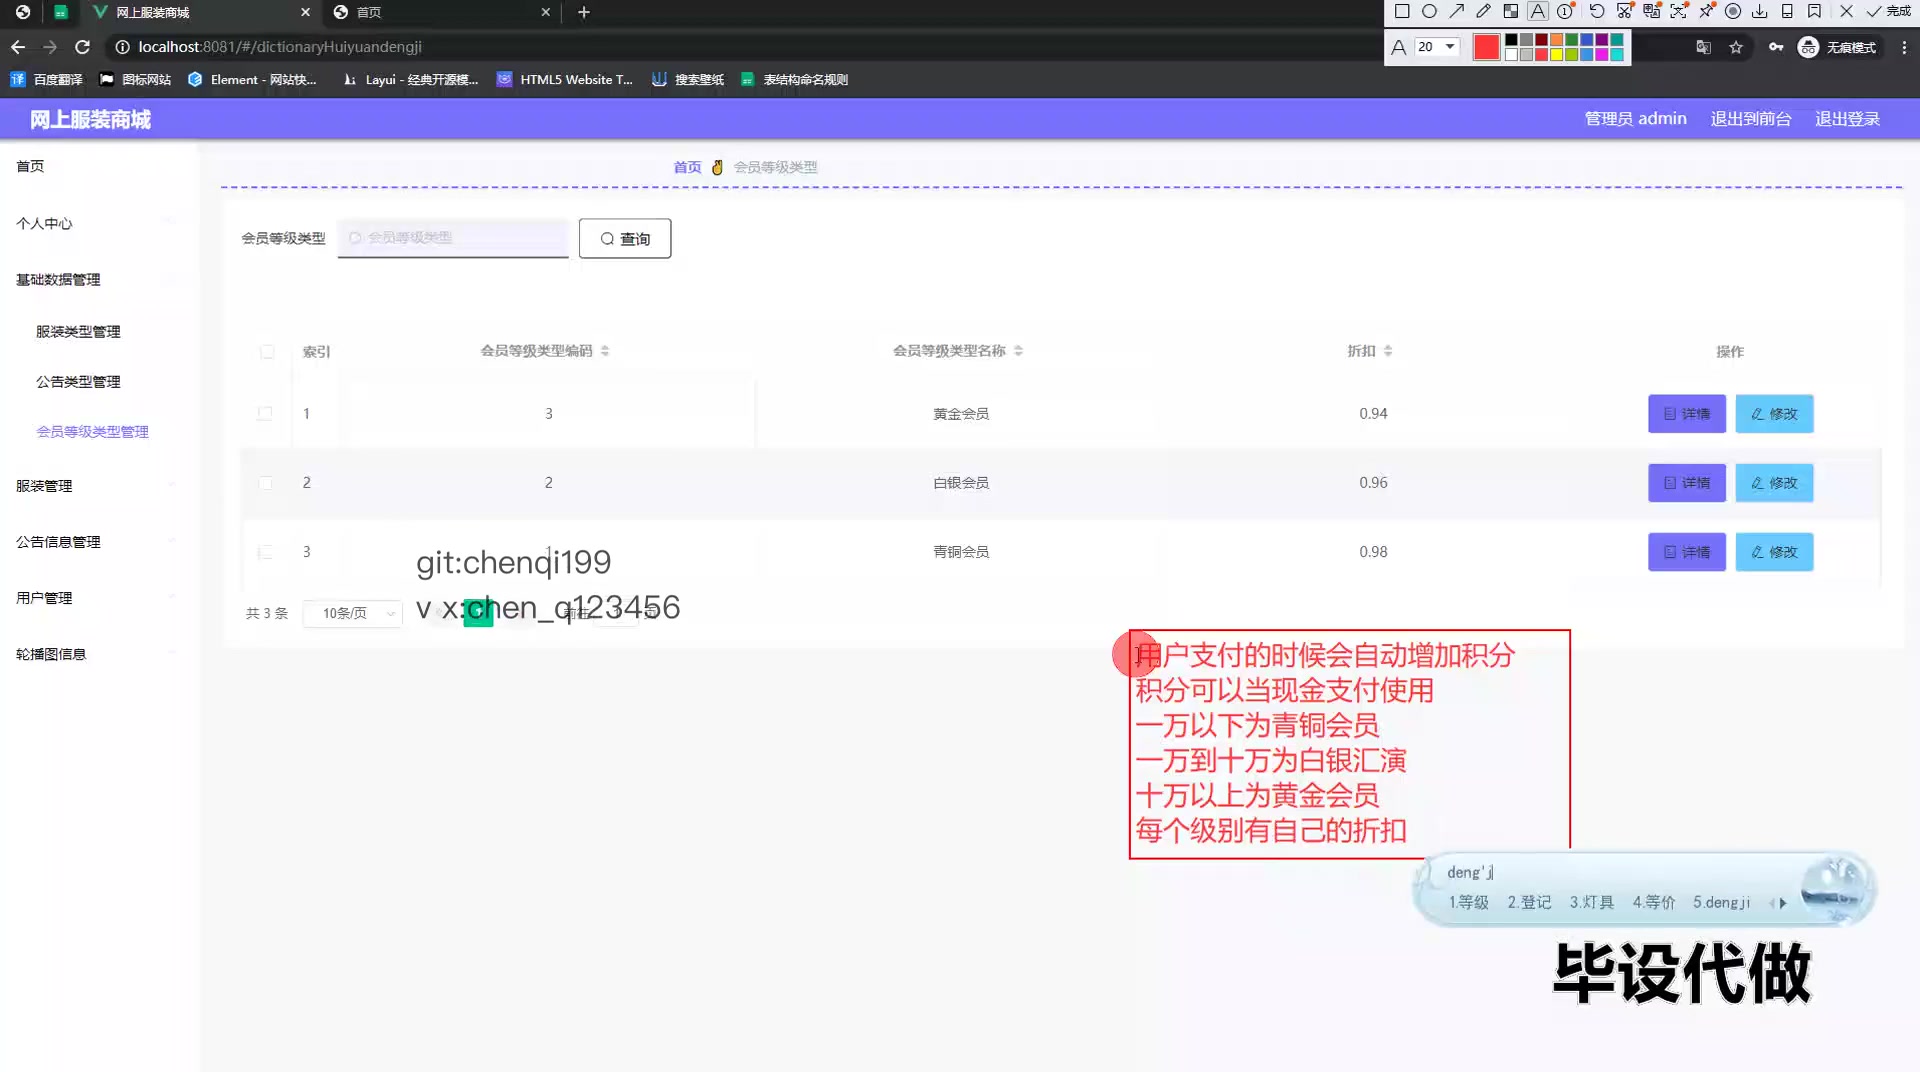 网上服装商城
首页
完成
localhost:8081/#/dictionaryHuiyuandengji
A 20
无痕模式
百度翻译
图标网站
Element - 网站快...
Layui - 经典开源模...
HTML5 Website T...
搜索壁纸
表结构命名规则
网上服装商城
管理员 admin
退出到前台
退出登录
首页
个人中心
基础数据管理
服装类型管理
公告类型管理
会员等级类型管理
服装管理
公告信息管理
用户管理
轮播图信息
首页
会员等级类型
会员等级类型
会员等级类型
查询
索引 会员等级类型编码 会员等级类型名称 折扣 操作
1 3 黄金会员 0.94 详情 修改
2 2 白银会员 0.96 详情 修改
3 1 青铜会员 0.98 详情 修改
git:chenqi199
v x:chen_q123456
共 3 条
10条/页
前往
用户支付的时候会自动增加积分
积分可以当现金支付使用
一万以下为青铜会员
一万到十万为白银汇演
十万以上为黄金会员
每个级别有自己的折扣
deng'j
1.等级 2.登记 3.灯具 4.等价 5.dengji
毕设代做